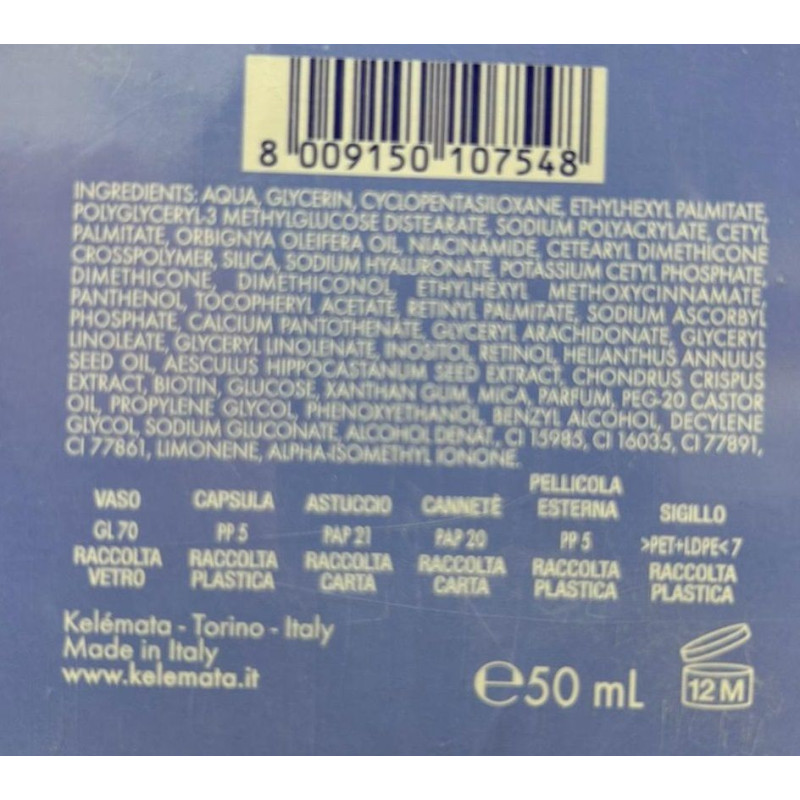 8 009150 107548
INGREDIENTS: AQUA, GLYCERIN, CYCLOPENTASILOXANE, ETHYLHEXYL PALMITATE,
POLYGLYCERYL-3 METHYLGLUCOSE DISTEARATE, SODIUM POLYACRYLATE, CETYL
PALMITATE, ORBIGNYA OLEIFERA OIL, NIACINAMIDE, CETEARYL DIMETHICONE
CROSSPOLYMER, SILICA, SODIUM HYALURONATE, POTASSIUM CETYL PHOSPHATE,
DIMETHICONE, DIMETHICONOL, ETHYLHEXYL METHOXYCINNAMATE,
PANTHENOL, TOCOPHERYL ACETATE, RETINYL PALMITATE, SODIUM ASCORBYL
PHOSPHATE, CALCIUM PANTOTHENATE, GLYCERYL ARACHIDONATE, GLYCERYL
LINOLEATE, GLYCERYL LINOLENATE, INOSITOL, RETINOL, HELIANTHUS ANNUUS
SEED OIL, AESCULUS HIPPOCASTANUM SEED EXTRACT, CHONDRUS CRISPUS
EXTRACT, BIOTIN, GLUCOSE, XANTHAN GUM, MICA, PARFUM, PEG-20 CASTOR
OIL, PROPYLENE GLYCOL, PHENOXYETHANOL, BENZYL ALCOHOL, DECYLENE
GLYCOL, SODIUM GLUCONATE, ALCOHOL DENAT., CI 15985, CI 16035, CI 77891,
CI 77861, LIMONENE, ALPHA-ISOMETHYL IONONE.
VASO CAPSULA ASTUCCIO CANNETÉ PELLICOLA ESTERNA SIGILLO
GL 70 PP 5 PAP 21 PAP 20 PP 5 >PET+LDPE< 7
RACCOLTA RACCOLTA RACCOLTA RACCOLTA RACCOLTA RACCOLTA
VETRO PLASTICA CARTA CARTA PLASTICA PLASTICA
Kelémata - Torino - Italy
Made in Italy
www.kelemata.it
℮50 mL
12 M